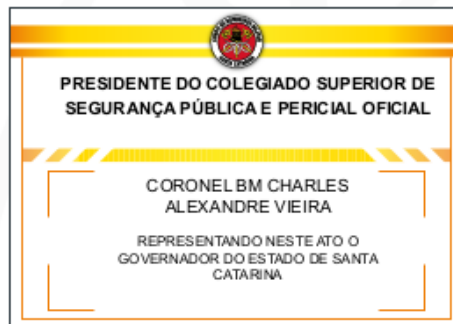 PRESIDENTE DO COLEGIADO SUPERIOR DE
SEGURANÇA PÚBLICA E PERICIAL OFICIAL
CORONEL BM CHARLES
ALEXANDRE VIEIRA
REPRESENTANDO NESTE ATO O
GOVERNADOR DO ESTADO DE SANTA
CATARINA